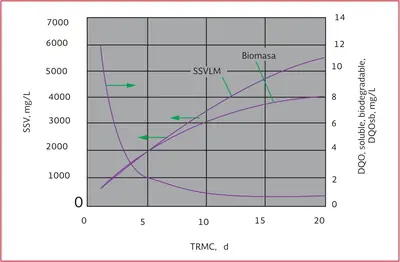 7000
6000
5000
4000
3000
2000
1000
0
SSV, mg/L
14
12
10
8
6
4
2
0
DQO, soluble, biodegradable,
DQOsb, mg/L
Biomasa
SSVLM
0 5 10 15 20
TRMC, d